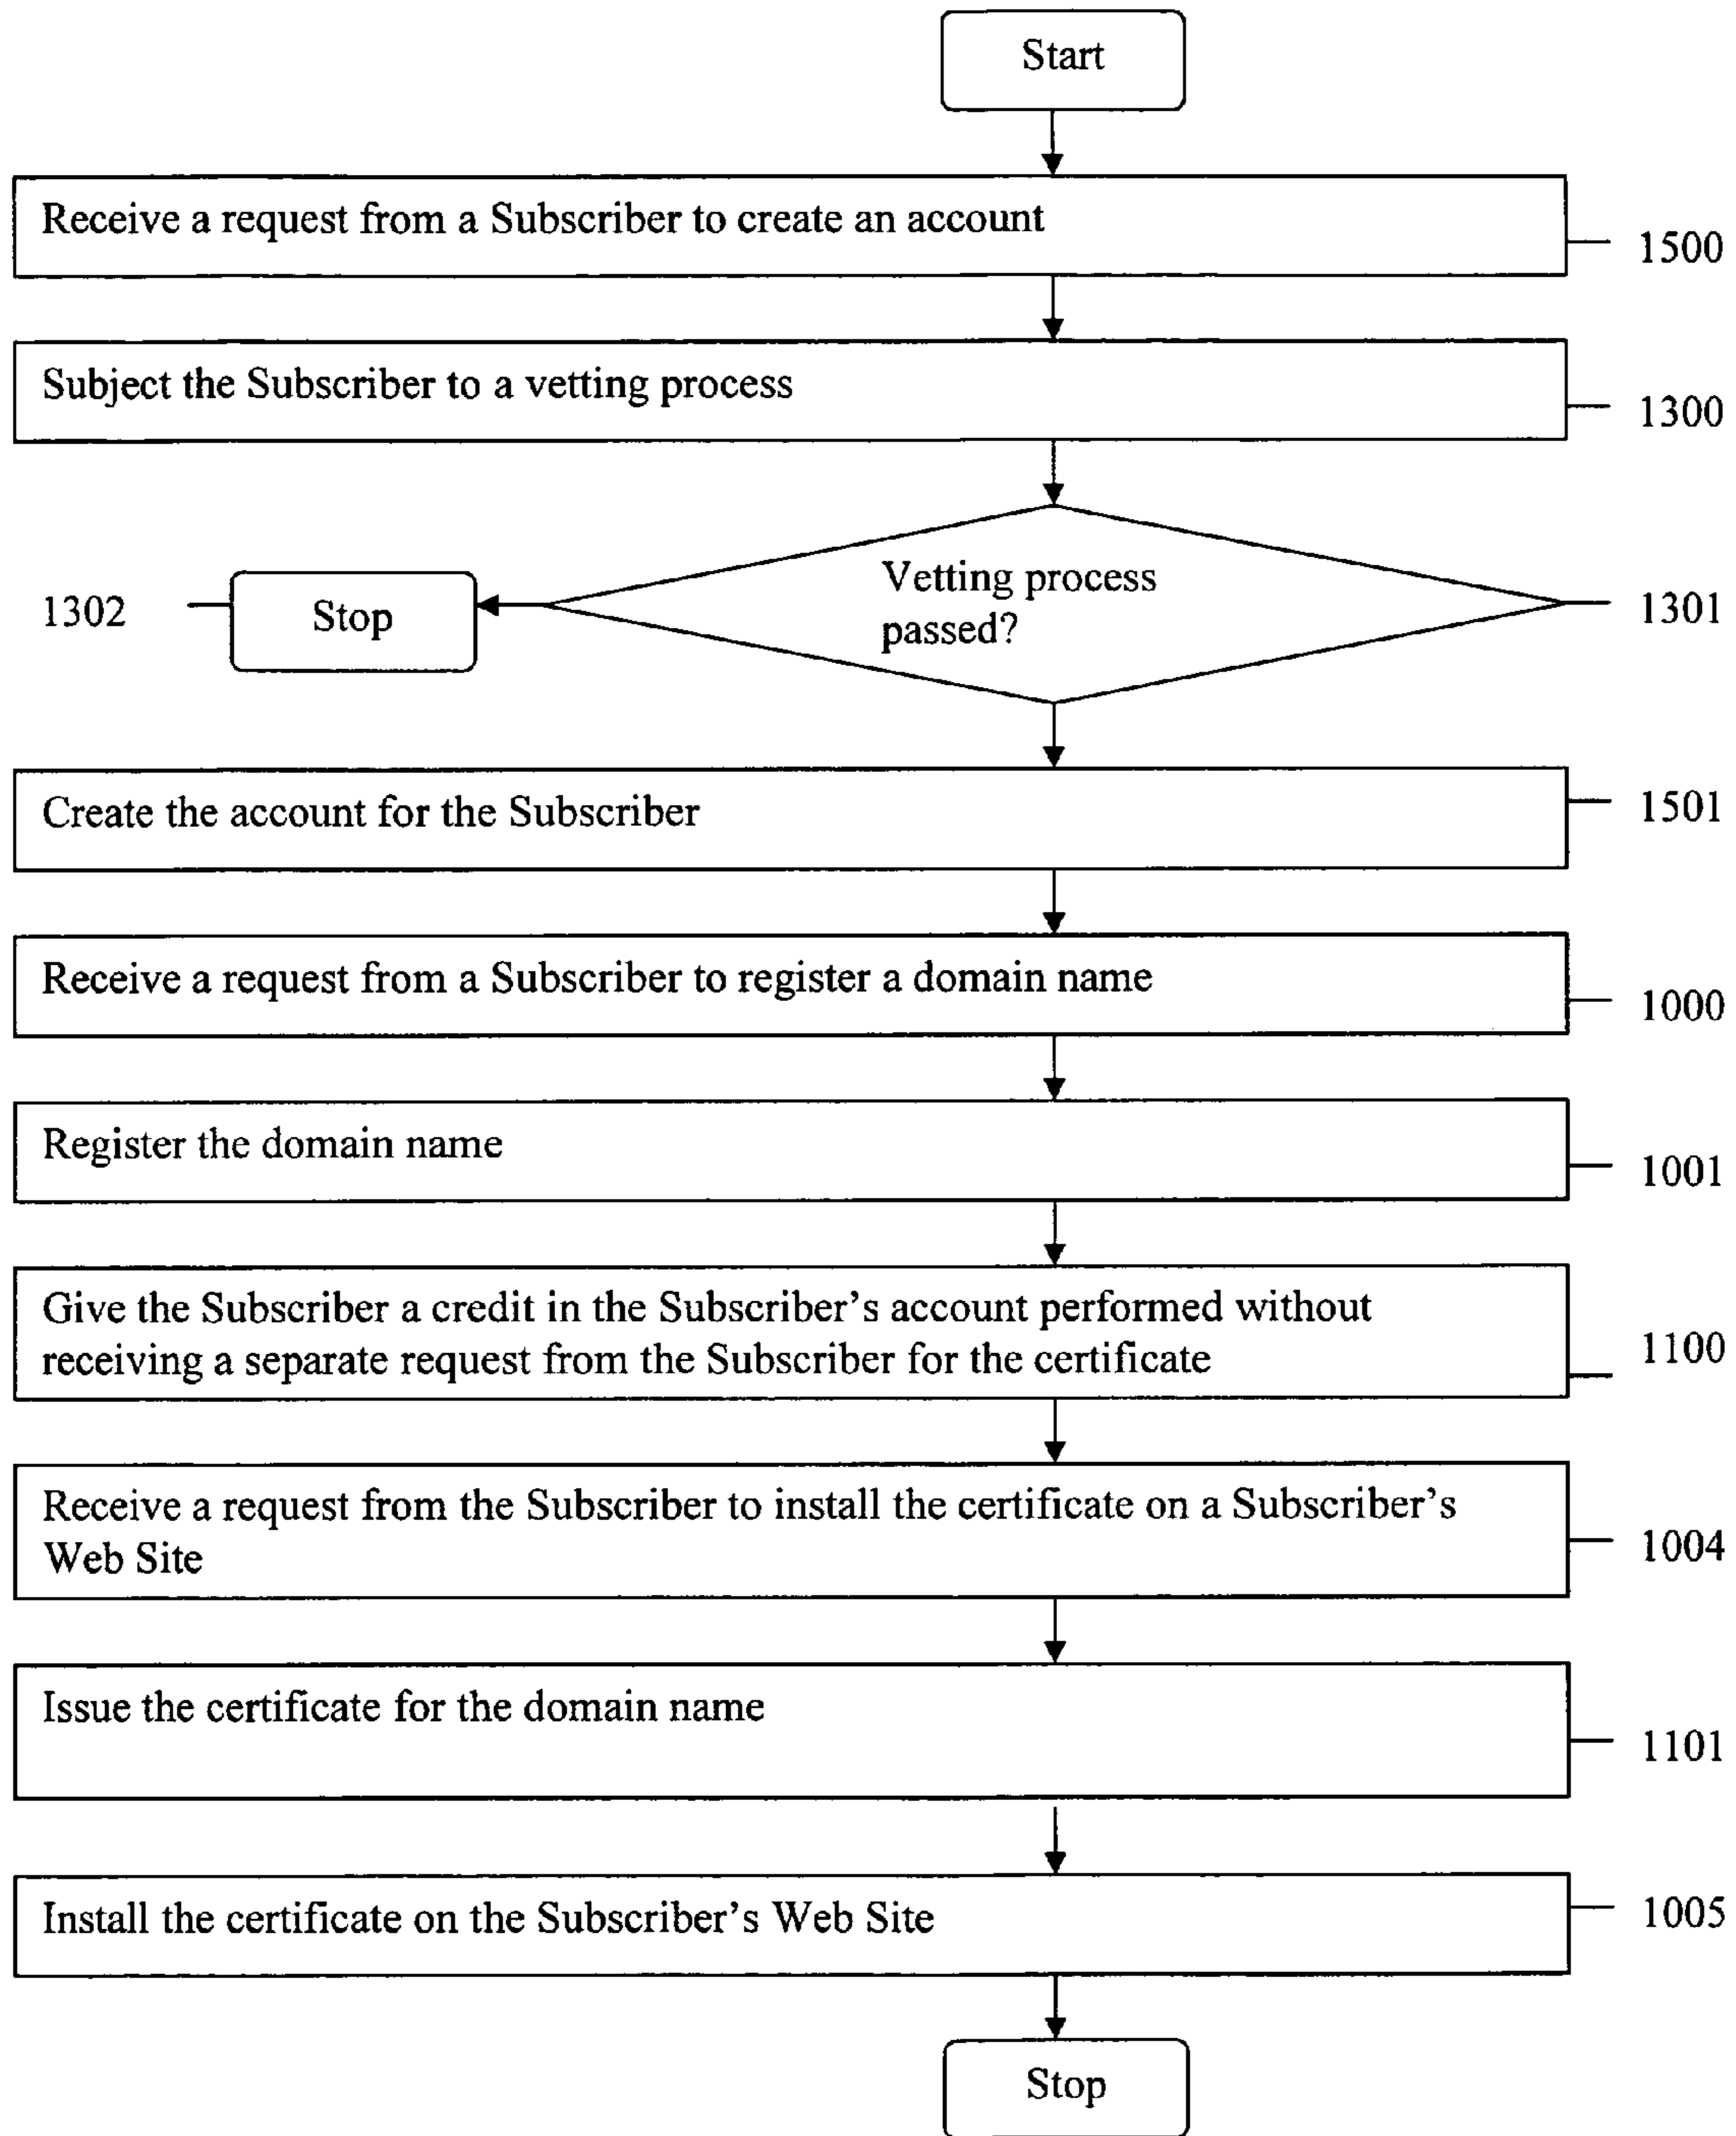 Start
Receive a request from a Subscriber to create an account
1500
Subject the Subscriber to a vetting process
1300
Vetting process
passed?
1301
1302
Stop
Create the account for the Subscriber
1501
Receive a request from a Subscriber to register a domain name
1000
Register the domain name
1001
Give the Subscriber a credit in the Subscriber's account performed without
receiving a separate request from the Subscriber for the certificate
1100
Receive a request from the Subscriber to install the certificate on a Subscriber's
Web Site
1004
Issue the certificate for the domain name
1101
Install the certificate on the Subscriber's Web Site
1005
Stop